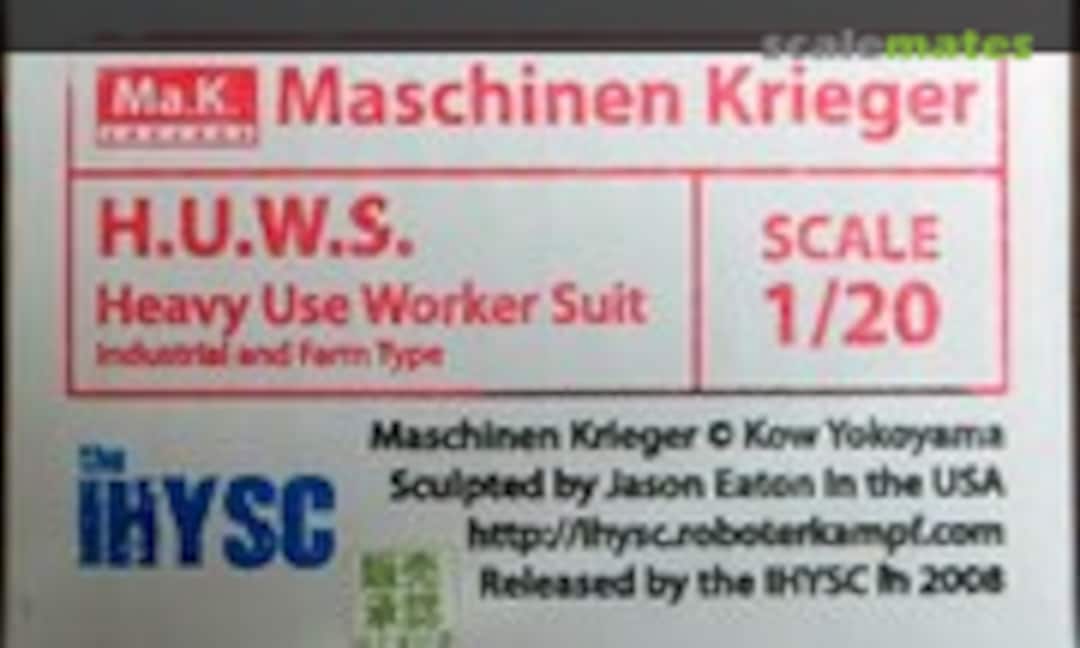 scalemates
Ma.K. Maschinen Krieger
H.U.W.S.
Heavy Use Worker Suit
Industrial and Farm Type
SCALE
1/20
Maschinen Krieger © Kow Yokoyama
Sculpted by Jason Eaton In the USA
the
IHYSC
http://ihysc.roboterkampf.com
Released by the IHYSC in 2008